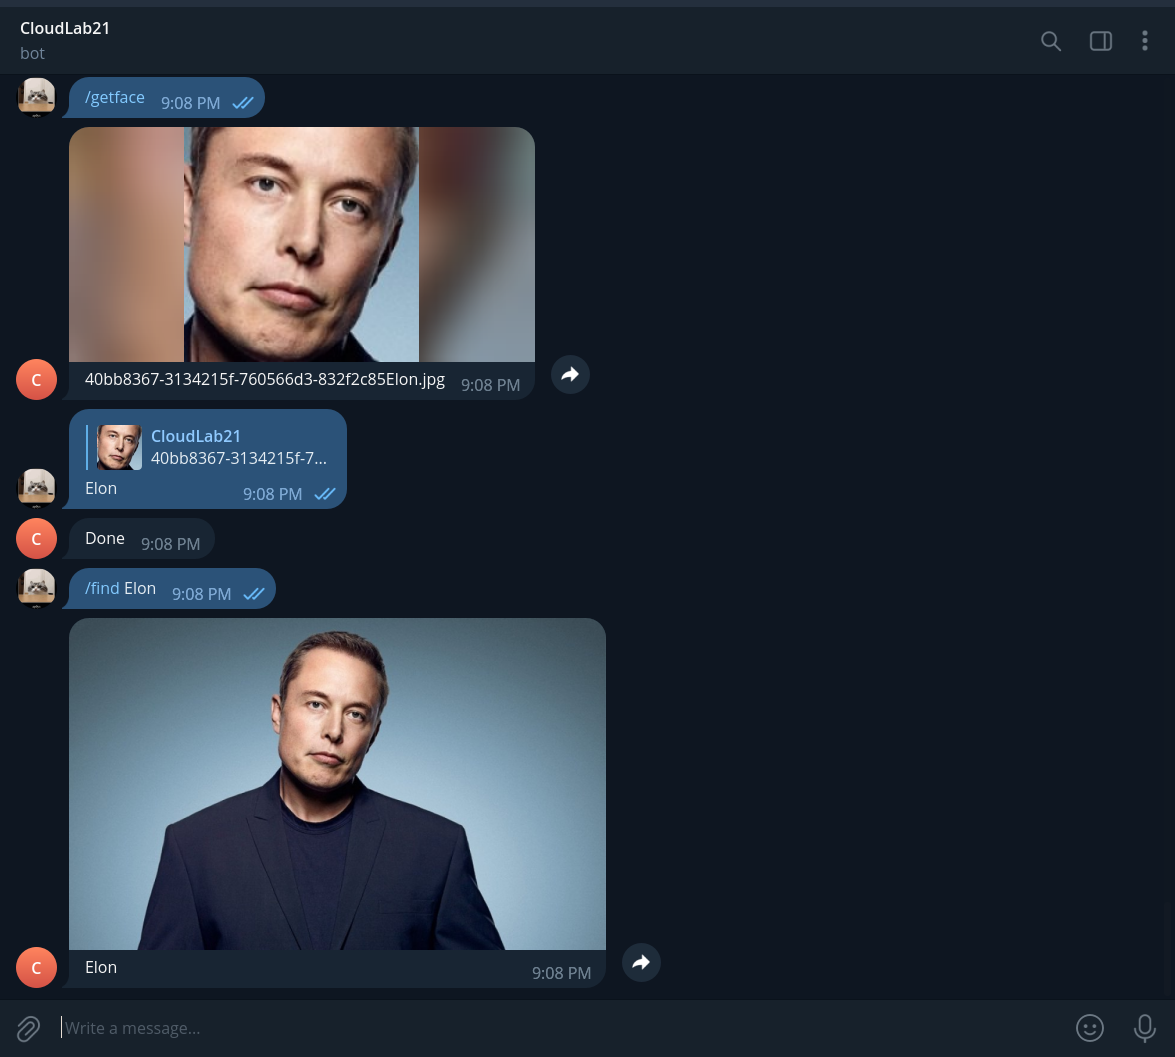 CloudLab21
bot
/getface 9:08 PM
40bb8367-3134215f-760566d3-832f2c85Elon.jpg 9:08 PM
CloudLab21
40bb8367-3134215f-7...
Elon 9:08 PM
C
Done 9:08 PM
C
/find Elon 9:08 PM
Elon 9:08 PM
C
Write a message...